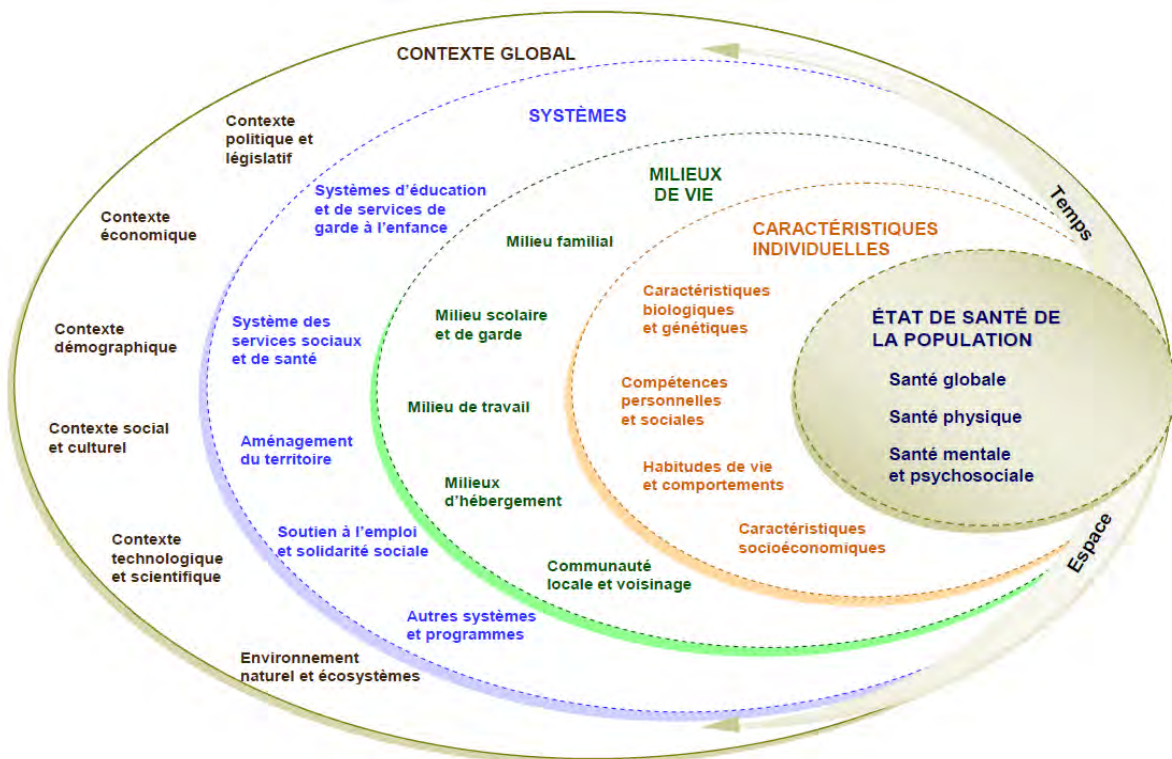 CONTEXTE GLOBAL
Contexte
politique et
législatif
Contexte
économique
Contexte
démographique
Contexte social
et culturel
Contexte
technologique
et scientifique
Environnement
naturel et écosystèmes
SYSTÈMES
Systèmes d’éducation
et de services de
garde à l’enfance
Système des
services sociaux
et de santé
Aménagement
du territoire
Soutien à l’emploi
et solidarité sociale
Autres systèmes
et programmes
MILIEUX
DE VIE
Milieu familial
Milieu scolaire
et de garde
Milieu de travail
Milieux
d’hébergement
Communauté
locale et voisinage
CARACTÉRISTIQUES
INDIVIDUELLES
Caractéristiques
biologiques
et génétiques
Compétences
personnelles
et sociales
Habitudes de vie
et comportements
Caractéristiques
socioéconomiques
ÉTAT DE SANTÉ DE
LA POPULATION
Santé globale
Santé physique
Santé mentale
et psychosociale
Temps
Espace